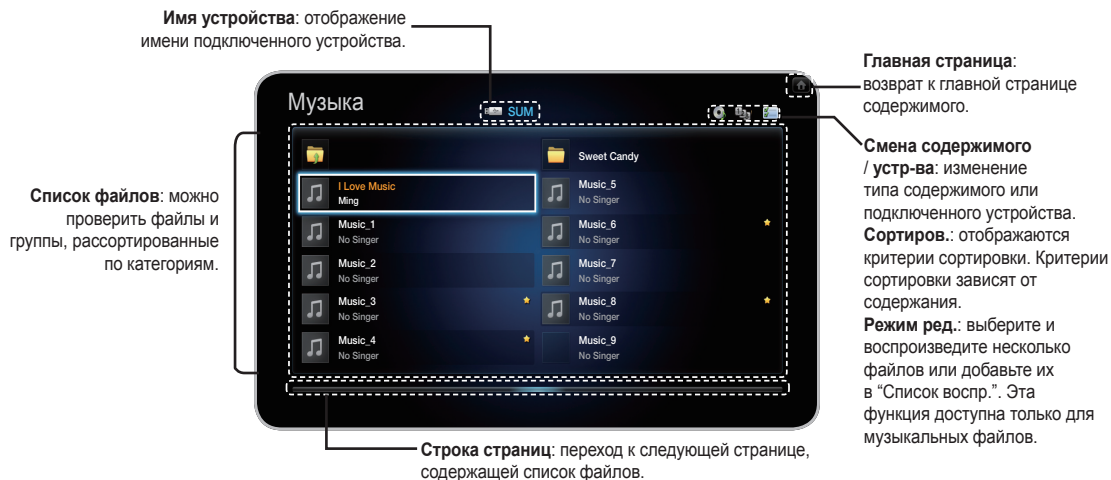 Имя устройства: отображение
имени подключенного устройства.
Главная страница:
возврат к главной странице
содержимого.
Смена содержимого
/ устр-ва: изменение
типа содержимого или
подключенного устройства.
Сортиров.: отображаются
критерии сортировки. Критерии
сортировки зависят от
содержания.
Режим ред.: выберите и
воспроизведите несколько
файлов или добавьте их
в “Список воспр.”. Эта
функция доступна только для
музыкальных файлов.
Список файлов: можно
проверить файлы и
группы, рассортированные
по категориям.
Музыка
SUM
I Love Music
Ming
Music_1
No Singer
Music_2
No Singer
Music_3
No Singer
Music_4
No Singer
Sweet Candy
Music_5
No Singer
Music_6
No Singer
Music_7
No Singer
Music_8
No Singer
Music_9
No Singer
Строка страниц: переход к следующей странице,
содержащей список файлов.